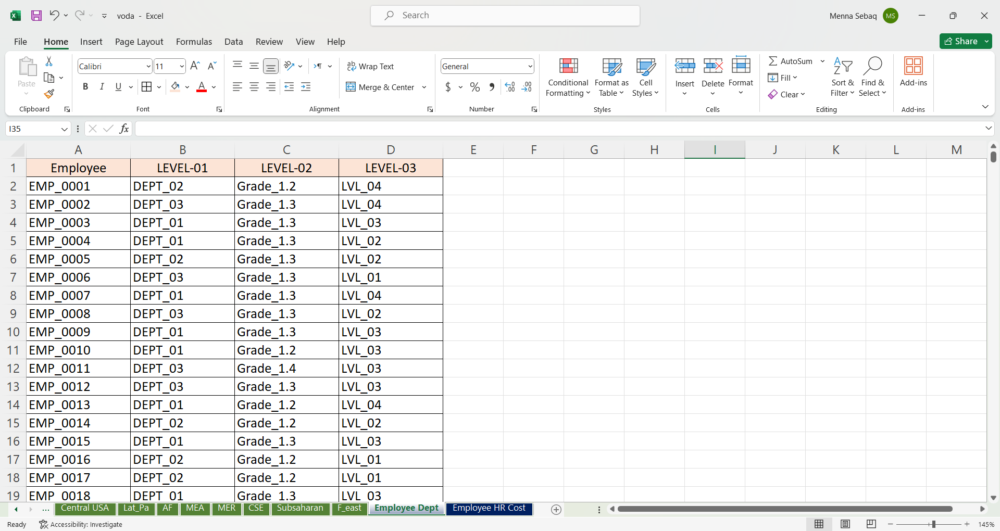 voda - Excel
Search
Menna Sebaq MS
File Home Insert Page Layout Formulas Data Review View Help Share
Paste
Clipboard
Calibri 11
B I U A
Font
Wrap Text
Merge & Center
Alignment
General
$ % , .00 .00
Number
Conditional Formatting
Format as Table
Cell Styles
Styles
Insert Delete Format
Cells
AutoSum
Fill
Clear
Sort & Filter
Find & Select
Editing
Add-ins
Add-ins
I35 fx
A B C D E F G H I J K L M
1 Employee LEVEL-01 LEVEL-02 LEVEL-03
2 EMP_0001 DEPT_02 Grade_1.2 LVL_04
3 EMP_0002 DEPT_03 Grade_1.3 LVL_04
4 EMP_0003 DEPT_01 Grade_1.3 LVL_03
5 EMP_0004 DEPT_01 Grade_1.3 LVL_02
6 EMP_0005 DEPT_02 Grade_1.3 LVL_02
7 EMP_0006 DEPT_03 Grade_1.3 LVL_01
8 EMP_0007 DEPT_01 Grade_1.3 LVL_04
9 EMP_0008 DEPT_03 Grade_1.3 LVL_02
10 EMP_0009 DEPT_01 Grade_1.3 LVL_03
11 EMP_0010 DEPT_01 Grade_1.2 LVL_03
12 EMP_0011 DEPT_03 Grade_1.4 LVL_03
13 EMP_0012 DEPT_03 Grade_1.3 LVL_03
14 EMP_0013 DEPT_01 Grade_1.2 LVL_04
15 EMP_0014 DEPT_02 Grade_1.2 LVL_02
16 EMP_0015 DEPT_01 Grade_1.3 LVL_03
17 EMP_0016 DEPT_02 Grade_1.2 LVL_01
18 EMP_0017 DEPT_02 Grade_1.2 LVL_01
19 EMP_0018 DEPT_01 Grade_1.3 LVL_03
... Central USA Lat_Pa AF MEA MER CSE Subsaharan F_east Employee Dept Employee HR Cost
Ready Accessibility: Investigate 145%